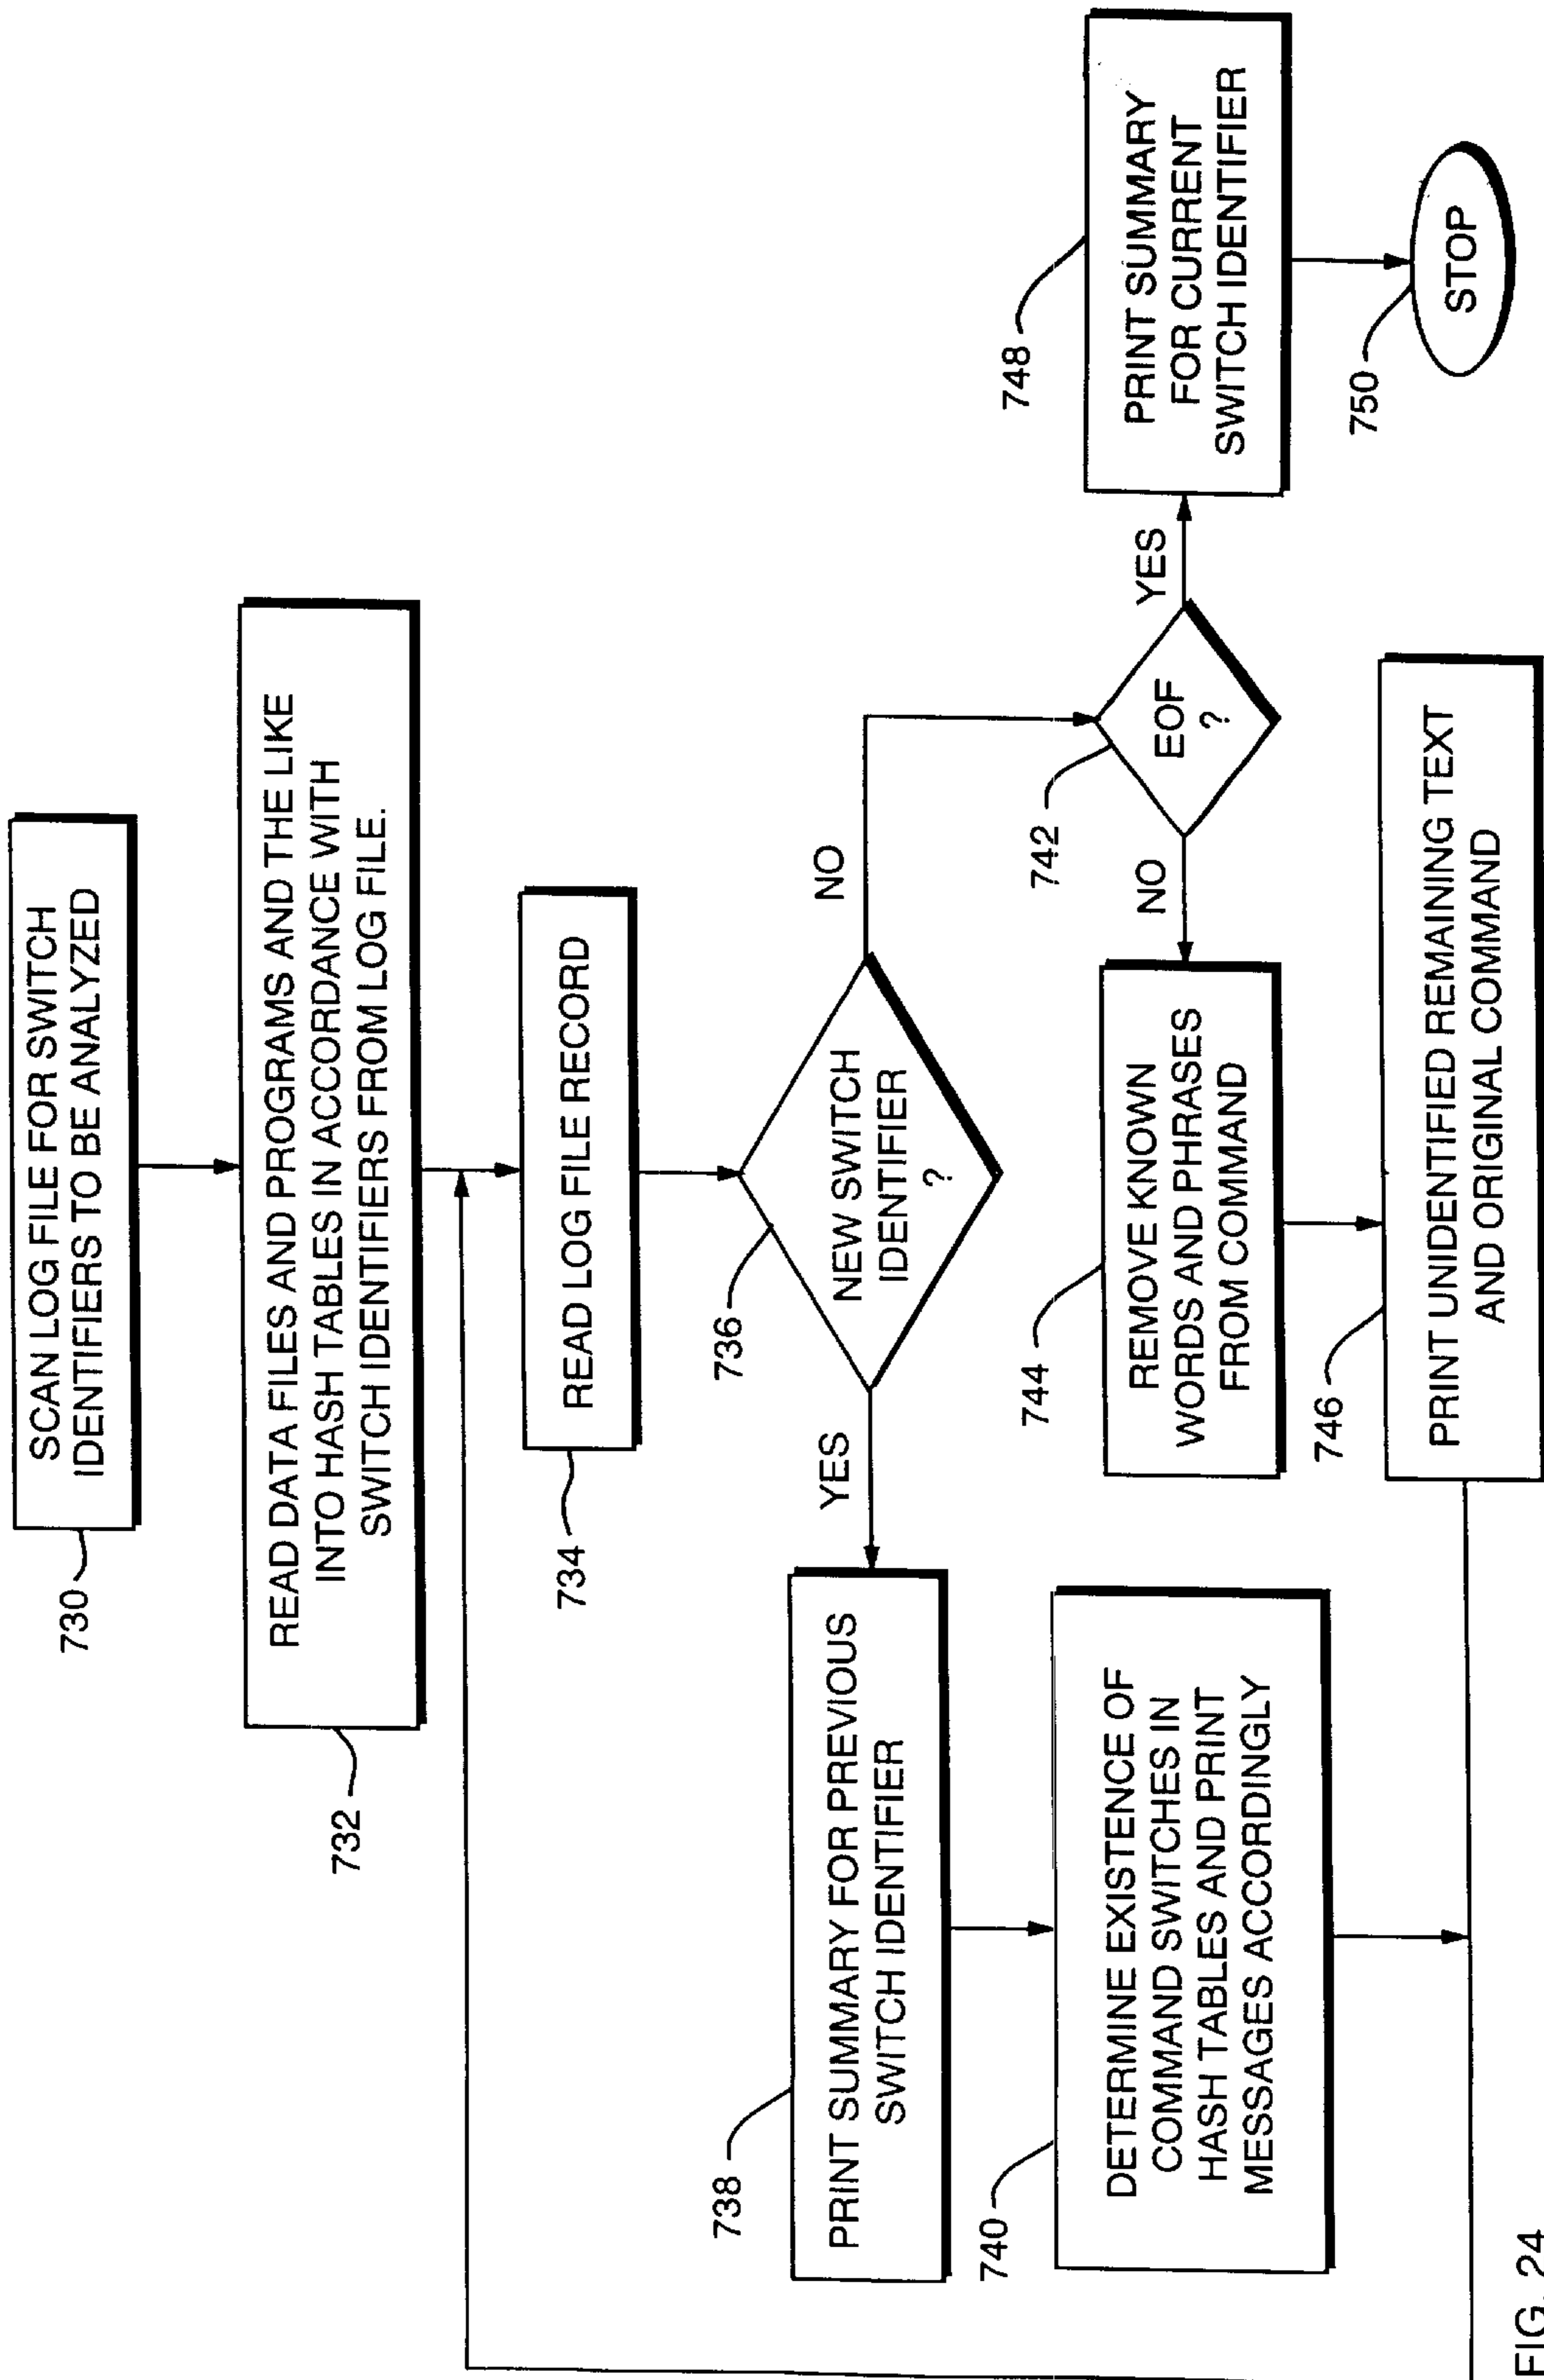 730
SCAN LOG FILE FOR SWITCH
IDENTIFIERS TO BE ANALYZED
732
READ DATA FILES AND PROGRAMS AND THE LIKE
INTO HASH TABLES IN ACCORDANCE WITH
SWITCH IDENTIFIERS FROM LOG FILE.
734
READ LOG FILE RECORD
736
NEW SWITCH
IDENTIFIER
?
YES
NO
738
PRINT SUMMARY FOR PREVIOUS
SWITCH IDENTIFIER
740
DETERMINE EXISTENCE OF
COMMAND SWITCHES IN
HASH TABLES AND PRINT
MESSAGES ACCORDINGLY
742
EOF
?
NO
YES
744
REMOVE KNOWN
WORDS AND PHRASES
FROM COMMAND
746
PRINT UNIDENTIFIED REMAINING TEXT
AND ORIGINAL COMMAND
748
PRINT SUMMARY
FOR CURRENT
SWITCH IDENTIFIER
750
STOP
FIG. 24